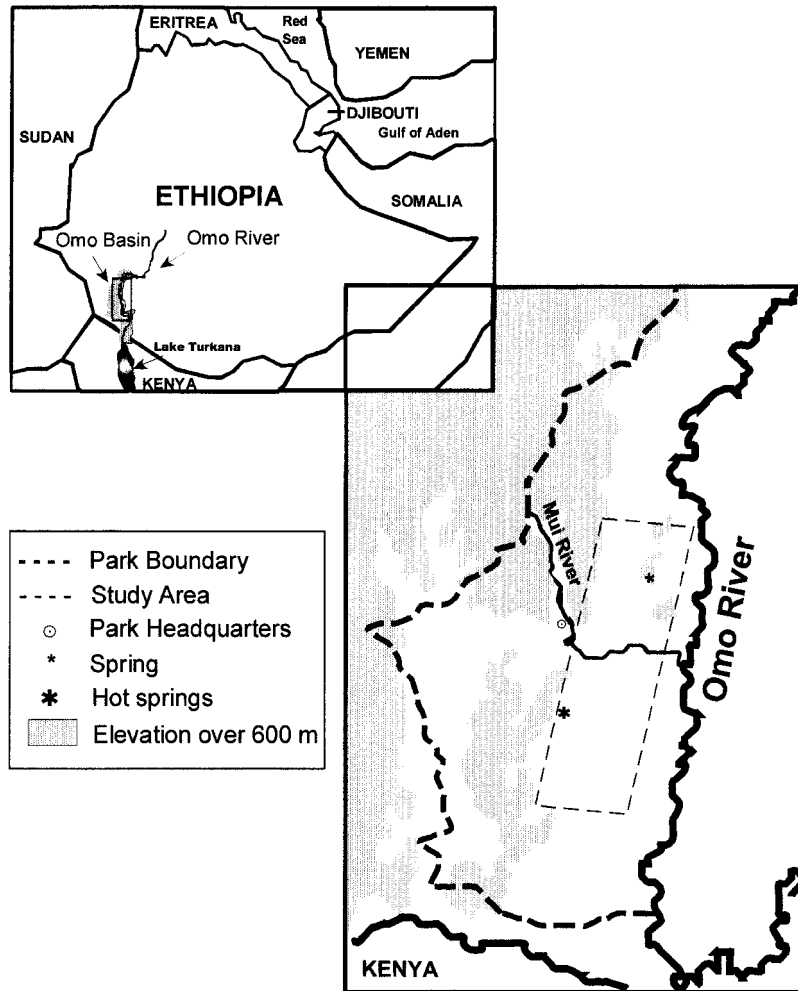 ERITREA
Red
Sea
YEMEN
DJIBOUTI
SUDAN
Gulf of Aden
ETHIOPIA
SOMALIA
Omo Basin
Omo River
Lake Turkana
KENYA
Mui River
Omo River
Park Boundary
Study Area
Park Headquarters
Spring
Hot springs
Elevation over 600 m
KENYA